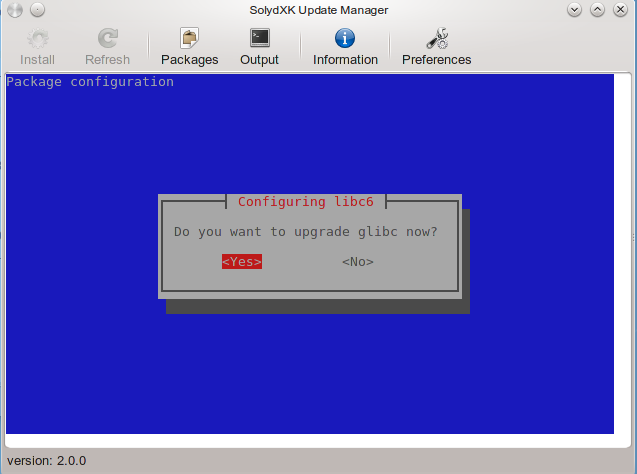 SolydXK Update Manager
Install Refresh Packages Output Information Preferences
Package configuration
Configuring libc6
Do you want to upgrade glibc now?
<Yes> <No>
version: 2.0.0